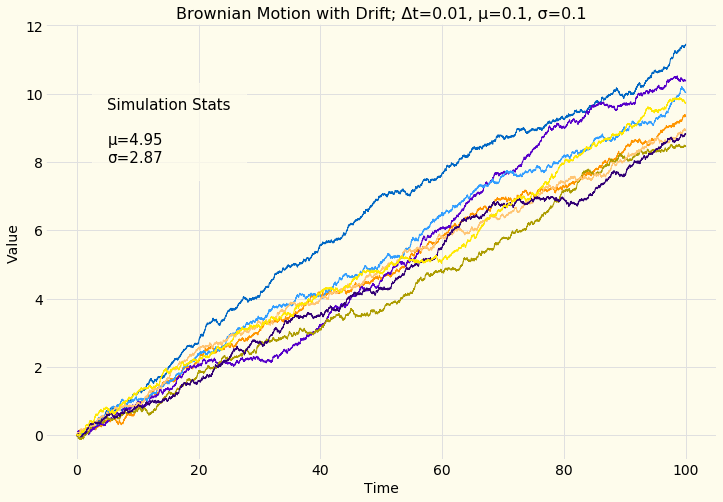 Brownian Motion with Drift; Δt=0.01, μ=0.1, σ=0.1
12
10
8
6
4
2
0
Value
Simulation Stats
μ=4.95
σ=2.87
0 20 40 60 80 100
Time